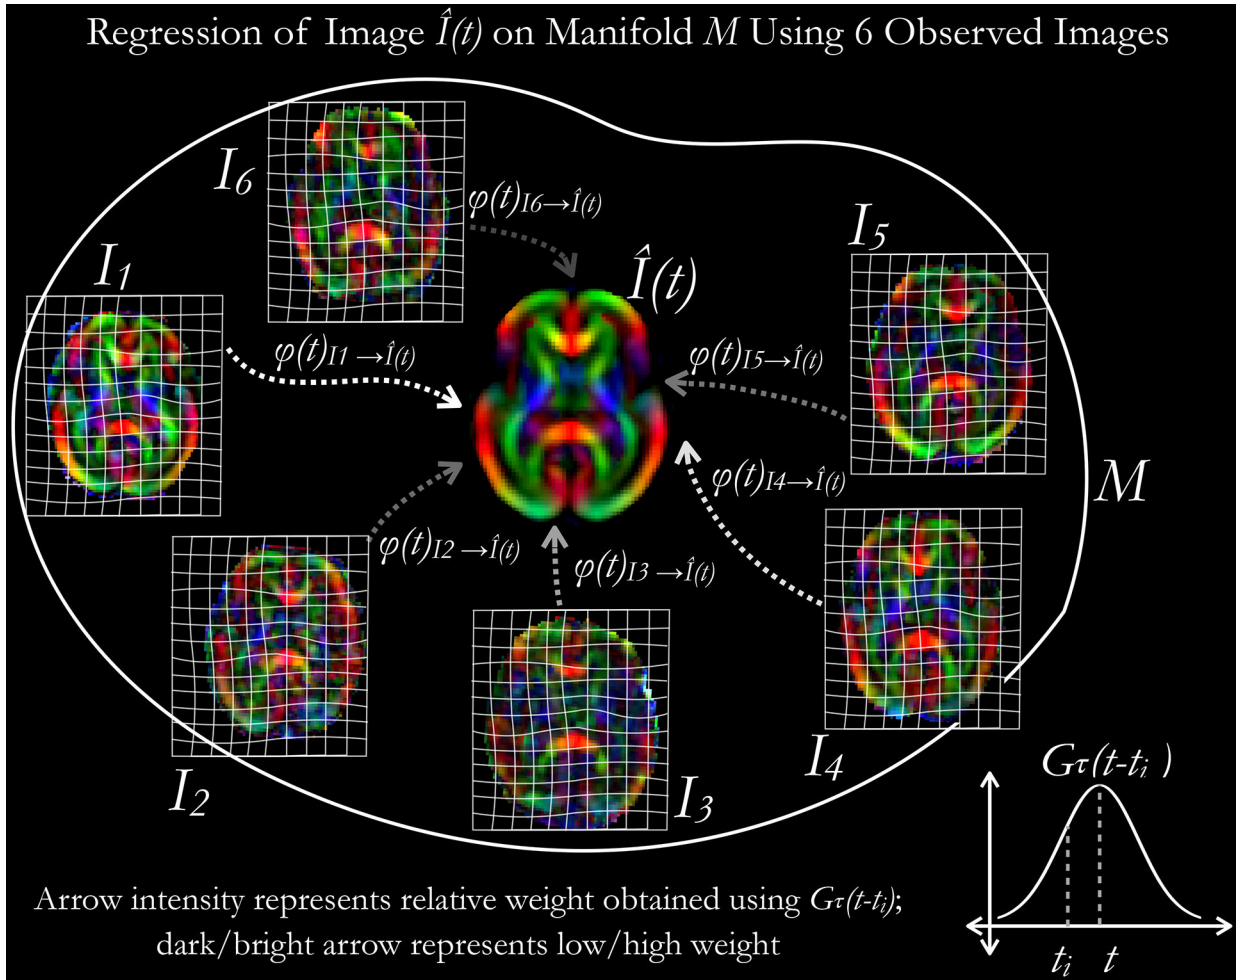 Regression of Image Î(t) on Manifold M Using 6 Observed Images
I6
φ(t)I6→Î(t)
I5
I1
Î(t)
φ(t)I1→Î(t)
φ(t)I5→Î(t)
φ(t)I4→Î(t)
M
φ(t)I2→Î(t)
φ(t)I3→Î(t)
I2
I3
I4
Gτ(t-ti)
Arrow intensity represents relative weight obtained using Gτ(t-ti);
dark/bright arrow represents low/high weight
ti t